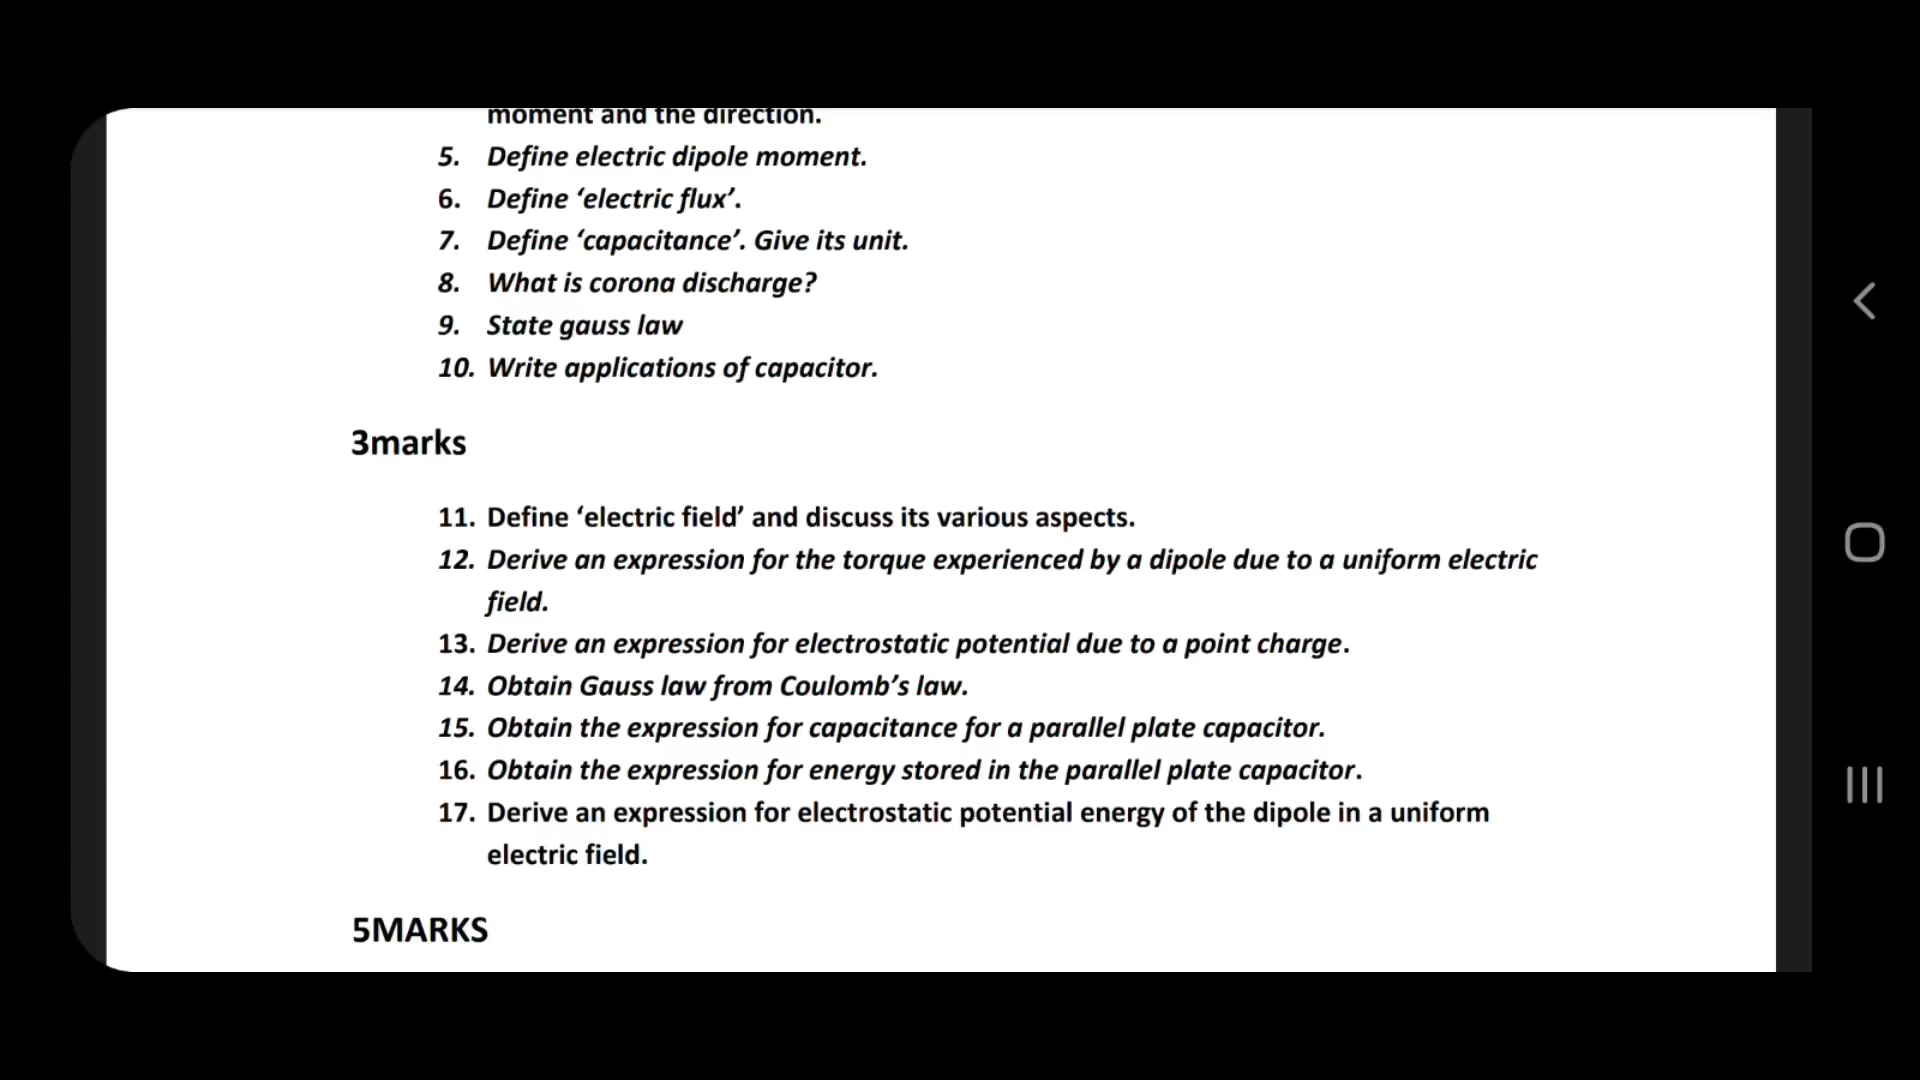 moment and the direction.
5. Define electric dipole moment.
6. Define ‘electric flux’.
7. Define ‘capacitance’. Give its unit.
8. What is corona discharge?
9. State gauss law
10. Write applications of capacitor.
3marks
11. Define ‘electric field’ and discuss its various aspects.
12. Derive an expression for the torque experienced by a dipole due to a uniform electric
field.
13. Derive an expression for electrostatic potential due to a point charge.
14. Obtain Gauss law from Coulomb’s law.
15. Obtain the expression for capacitance for a parallel plate capacitor.
16. Obtain the expression for energy stored in the parallel plate capacitor.
17. Derive an expression for electrostatic potential energy of the dipole in a uniform
electric field.
5MARKS